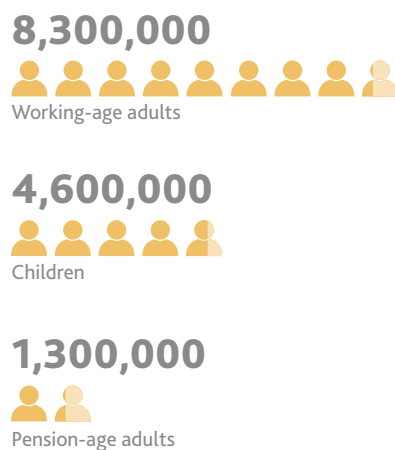 8,300,000
Working-age adults
4,600,000
Children
1,300,000
Pension-age adults